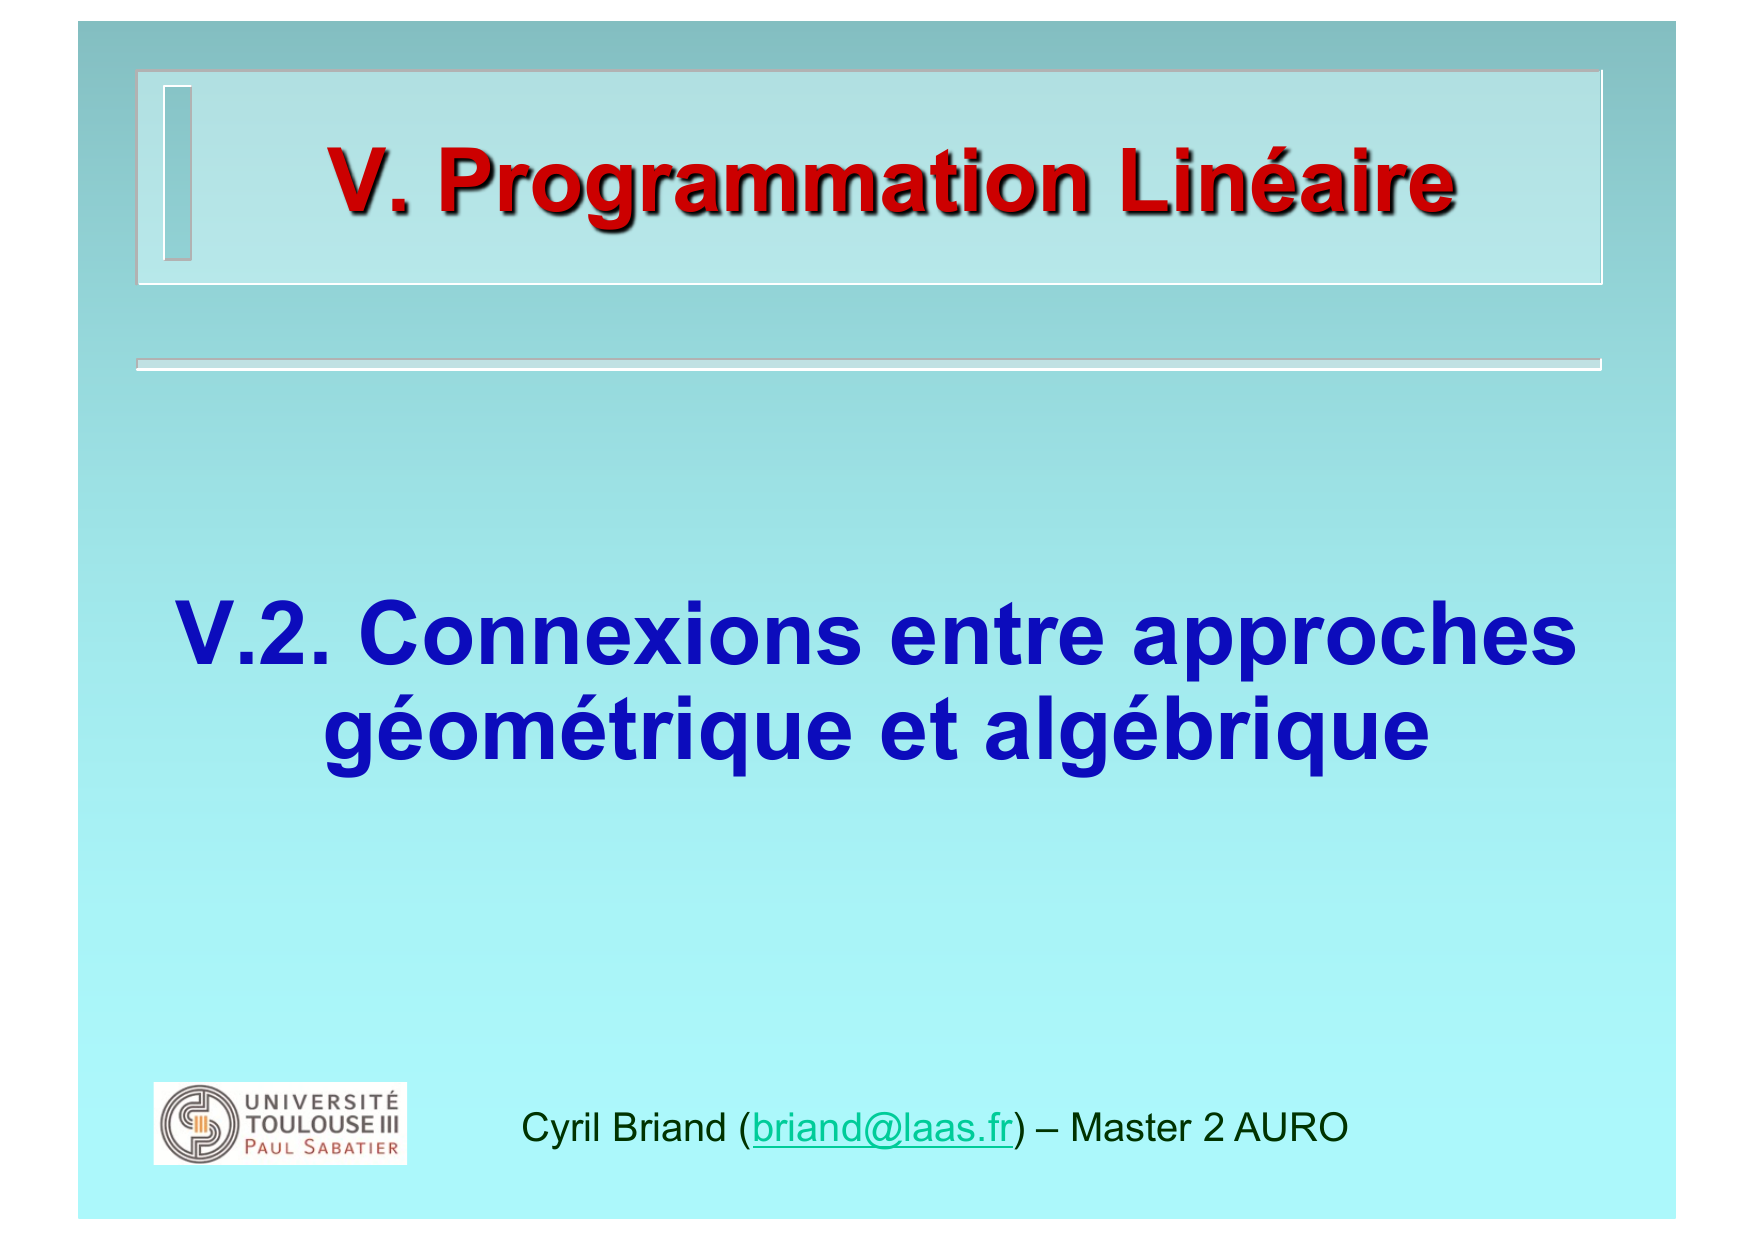 V. Programmation Linéaire
V.2. Connexions entre approches
géométrique et algébrique
UNIVERSITÉ
TOULOUSE III
PAUL SABATIER
Cyril Briand (briand@laas.fr) – Master 2 AURO